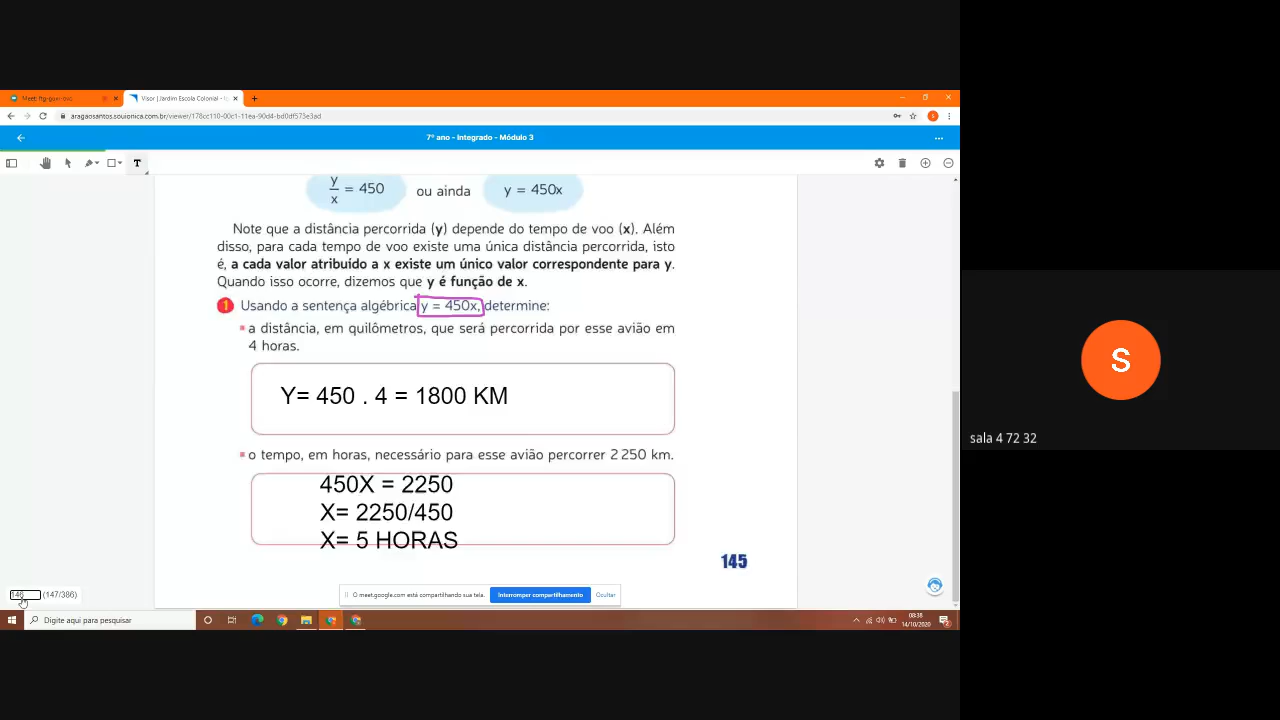 Visor | Jardim Escola Colonial -
aragaosantos.souionica.com.br/viewer/178cc110-00c1-11ea-90d4-bd0df573e3ad
7º ano - Integrado - Módulo 3
T
y/x = 450 ou ainda y = 450x
Note que a distância percorrida (y) depende do tempo de voo (x). Além
disso, para cada tempo de voo existe uma única distância percorrida, isto
é, a cada valor atribuído a x existe um único valor correspondente para y.
Quando isso ocorre, dizemos que y é função de x.
1 Usando a sentença algébrica y = 450x, determine:
a distância, em quilômetros, que será percorrida por esse avião em
4 horas.
Y= 450 . 4 = 1800 KM
o tempo, em horas, necessário para esse avião percorrer 2 250 km.
450X = 2250
X= 2250/450
X= 5 HORAS
145
146 (147/386)
O meet.google.com está compartilhando sua tela. Interromper compartilhamento Ocultar
Digite aqui para pesquisar
08:38
14/10/2020
S
sala 4 72 32